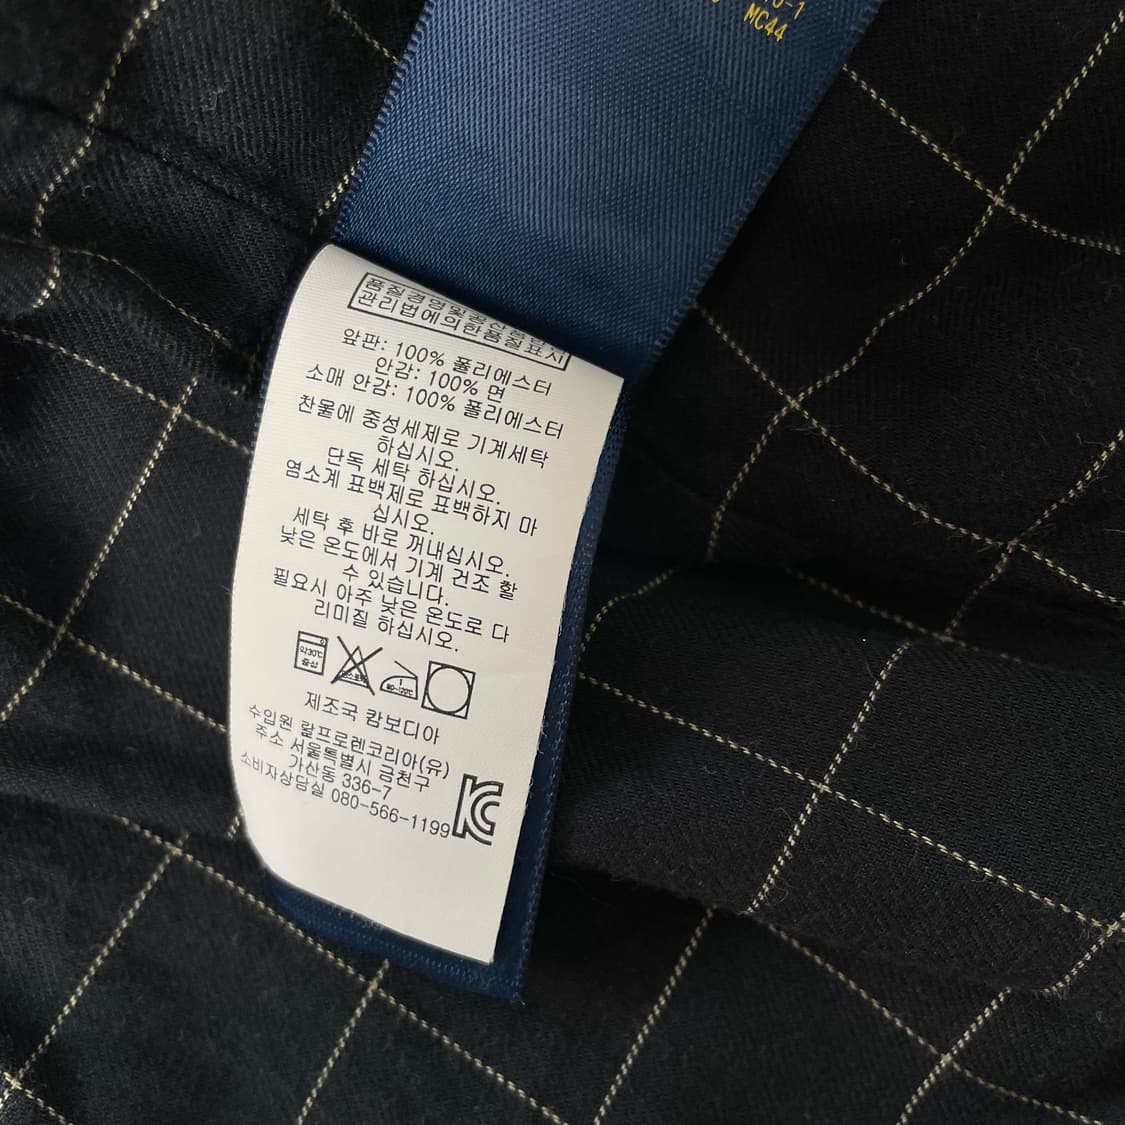 MC44
품질경영및공산품안전
관리법에의한품질표시
앞판: 100% 폴리에스터
안감: 100% 면
소매 안감: 100% 폴리에스터
찬물에 중성세제로 기계세탁
하십시오.
단독 세탁 하십시오.
염소계 표백제로 표백하지 마
십시오.
세탁 후 바로 꺼내십시오.
낮은 온도에서 기계 건조 할
수 있습니다.
필요시 아주 낮은 온도로 다
리미질 하십시오.
약30℃
중성
80~120℃
제조국 캄보디아
수입원 랄프로렌코리아(유)
주소 서울특별시 금천구
가산동 336-7
소비자상담실 080-566-1199